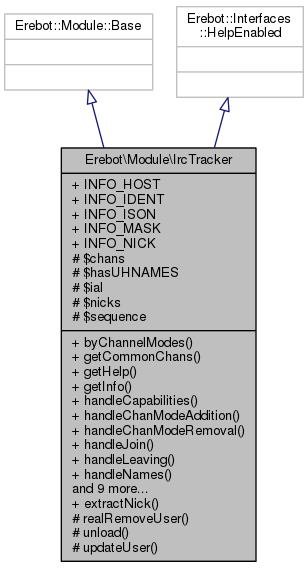 Erebot::Module::Base
Erebot::Interfaces
::HelpEnabled
Erebot\Module\IrcTracker
+ INFO_HOST
+ INFO_IDENT
+ INFO_ISON
+ INFO_MASK
+ INFO_NICK
# $chans
# $hasUHNAMES
# $ial
# $nicks
# $sequence
+ byChannelModes()
+ getCommonChans()
+ getHelp()
+ getInfo()
+ handleCapabilities()
+ handleChanModeAddition()
+ handleChanModeRemoval()
+ handleJoin()
+ handleLeaving()
+ handleNames()
and 9 more...
+ extractNick()
# realRemoveUser()
# unload()
# updateUser()